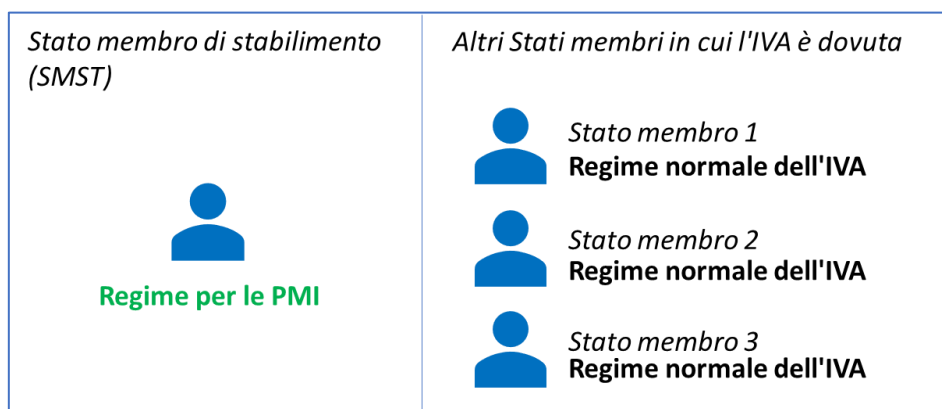 Stato membro di stabilimento
(SMST)
Regime per le PMI
Altri Stati membri in cui l'IVA è dovuta
Stato membro 1
Regime normale dell'IVA
Stato membro 2
Regime normale dell'IVA
Stato membro 3
Regime normale dell'IVA